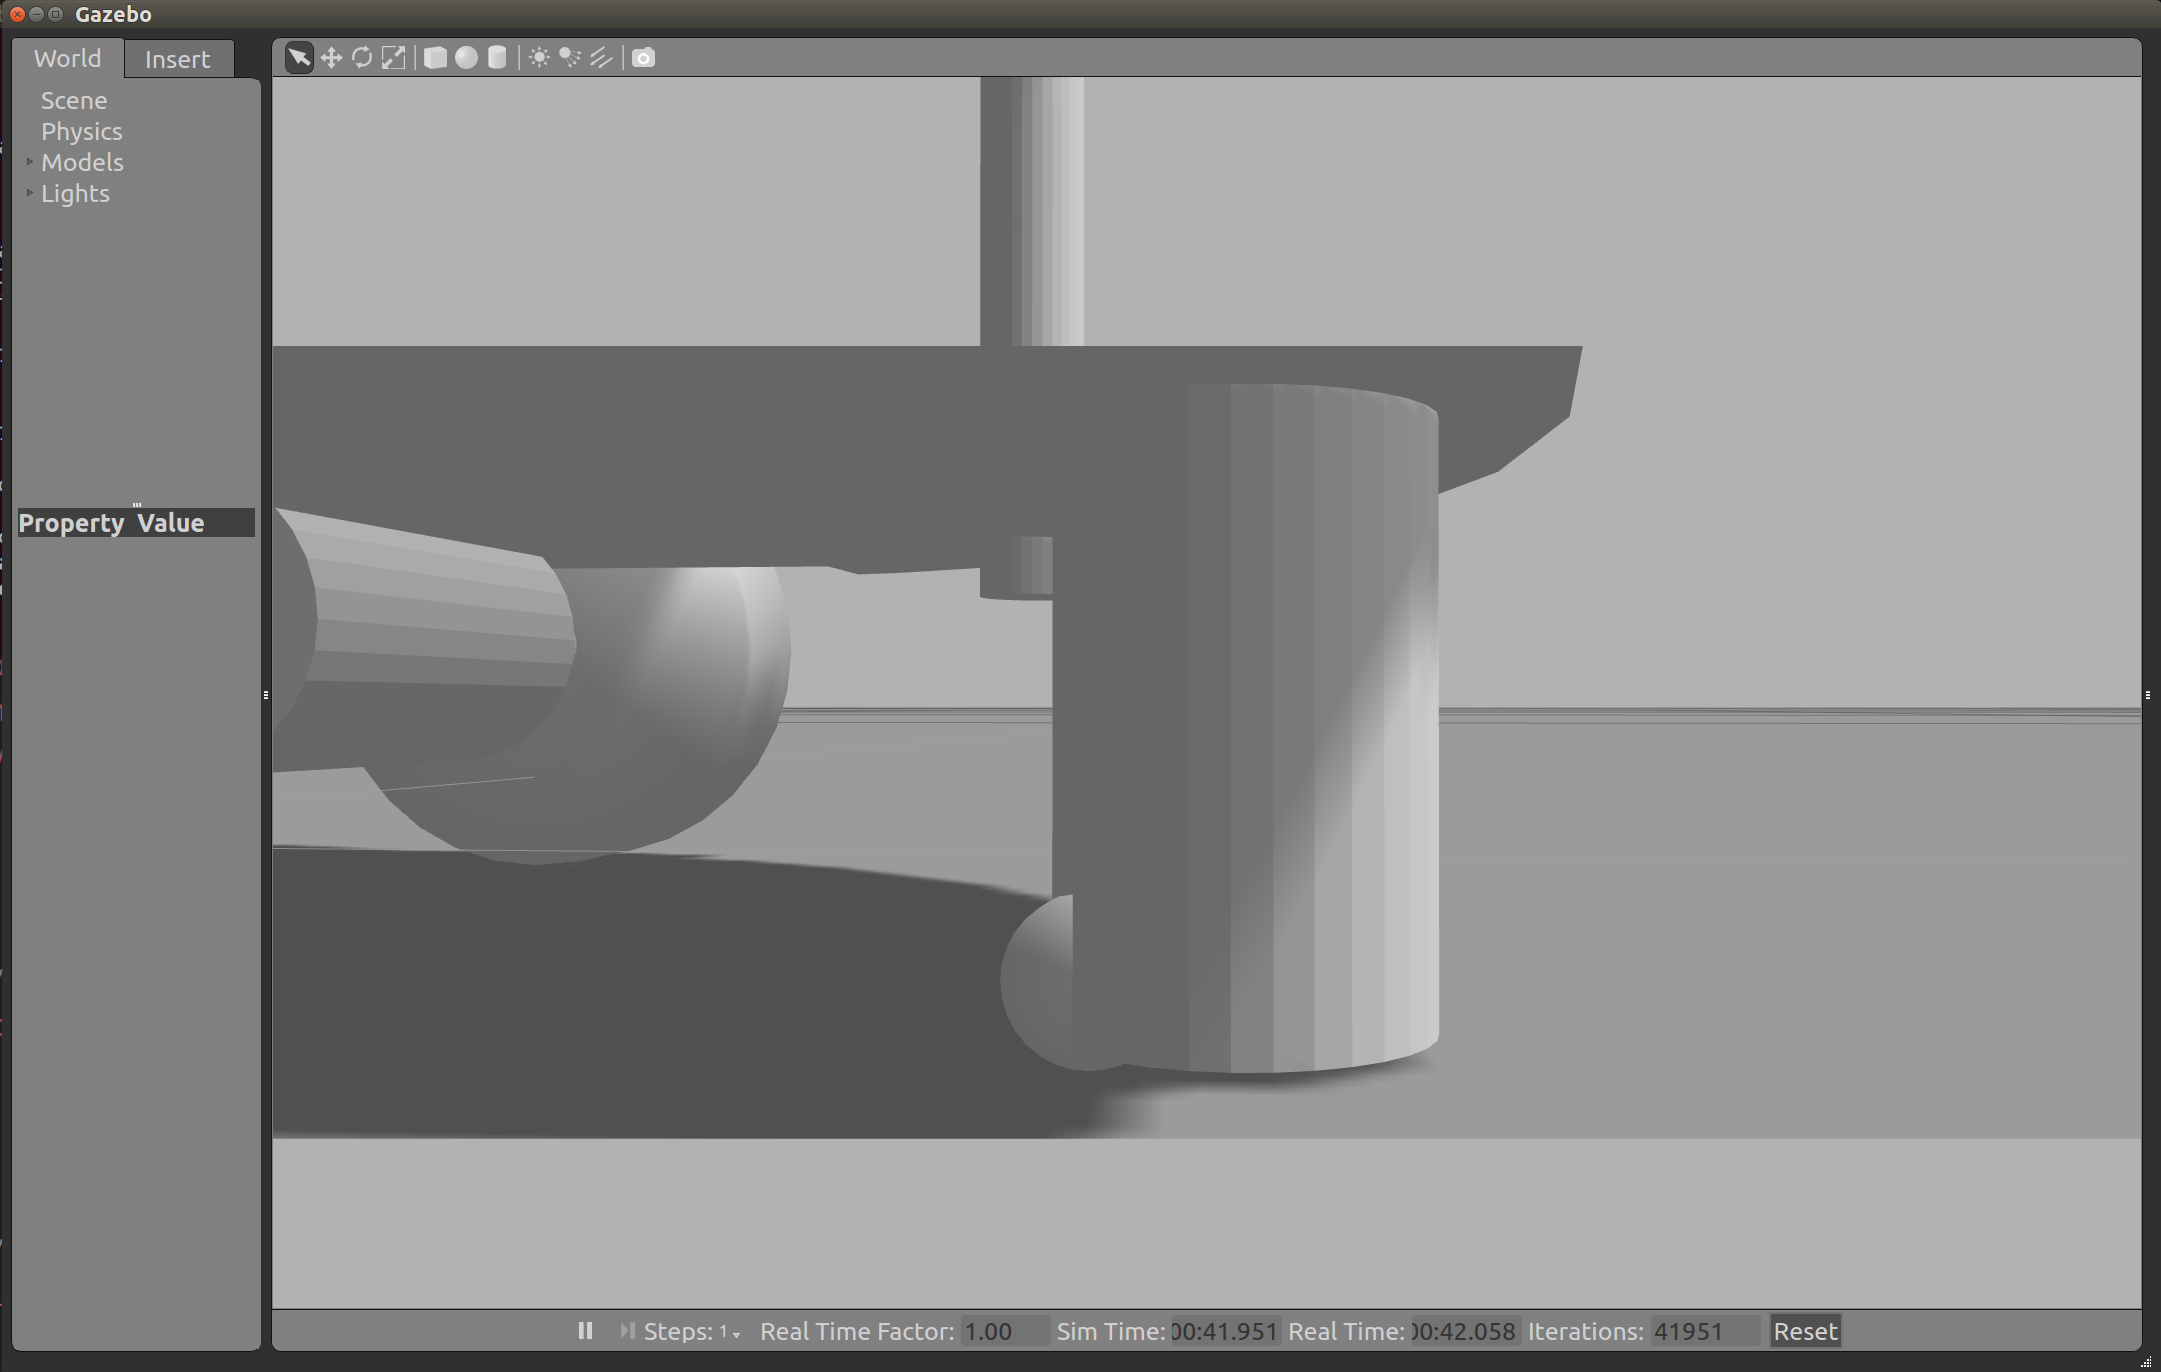 Gazebo
World
Insert
Scene
Physics
Models
Lights
Property Value
Steps: 1 Real Time Factor: 1.00 Sim Time: 00:41.951 Real Time: 00:42.058 Iterations: 41951 Reset